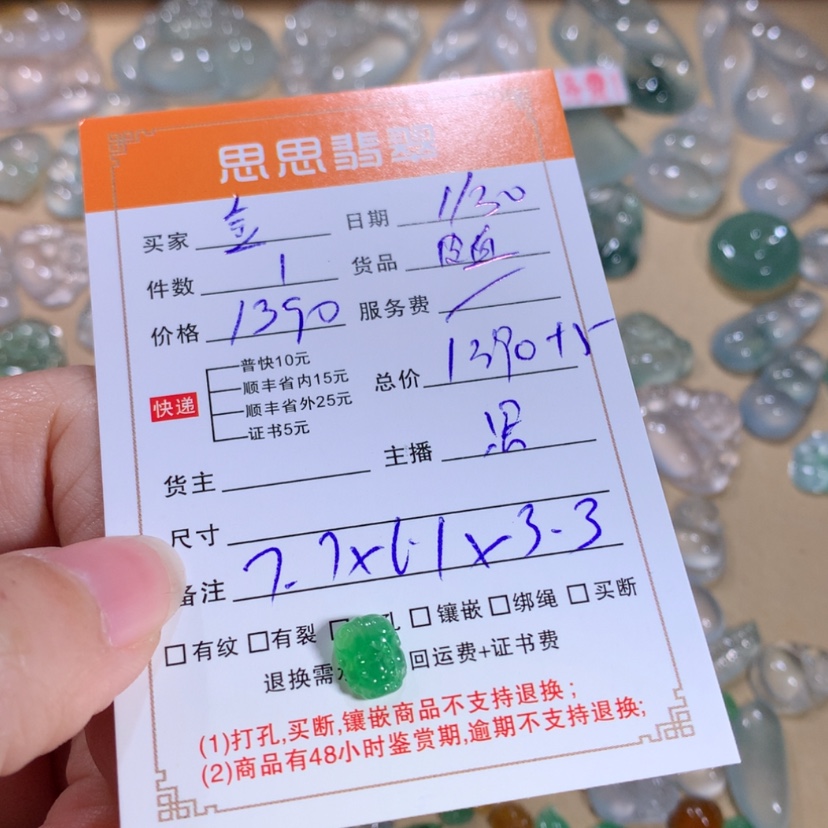 思思翡翠
买家 金 日期 1/30
件数 1 货品
价格 1390 服务费 /
快递
普快10元
顺丰省内15元
顺丰省外25元
证书5元
总价 1390+15
货主 主播 思
尺寸
备注 7.7x6.1x3.3
□有纹 □有裂 □ 孔 □镶嵌 □绑绳 □买断
退换需 回运费+证书费
(1)打孔,买断,镶嵌商品不支持退换;
(2)商品有48小时鉴赏期,逾期不支持退换;